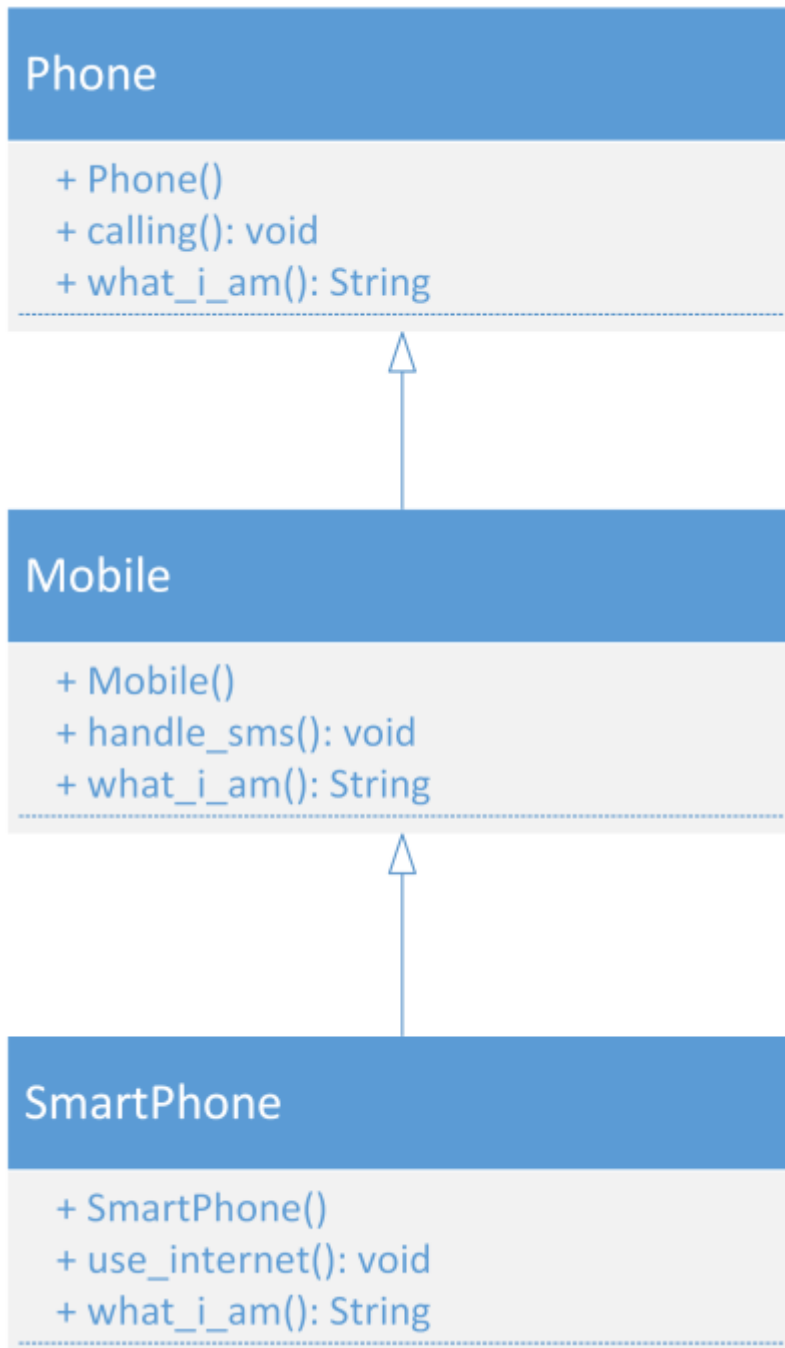 Phone
+ Phone()
+ calling(): void
+ what_i_am(): String
Mobile
+ Mobile()
+ handle_sms(): void
+ what_i_am(): String
SmartPhone
+ SmartPhone()
+ use_internet(): void
+ what_i_am(): String